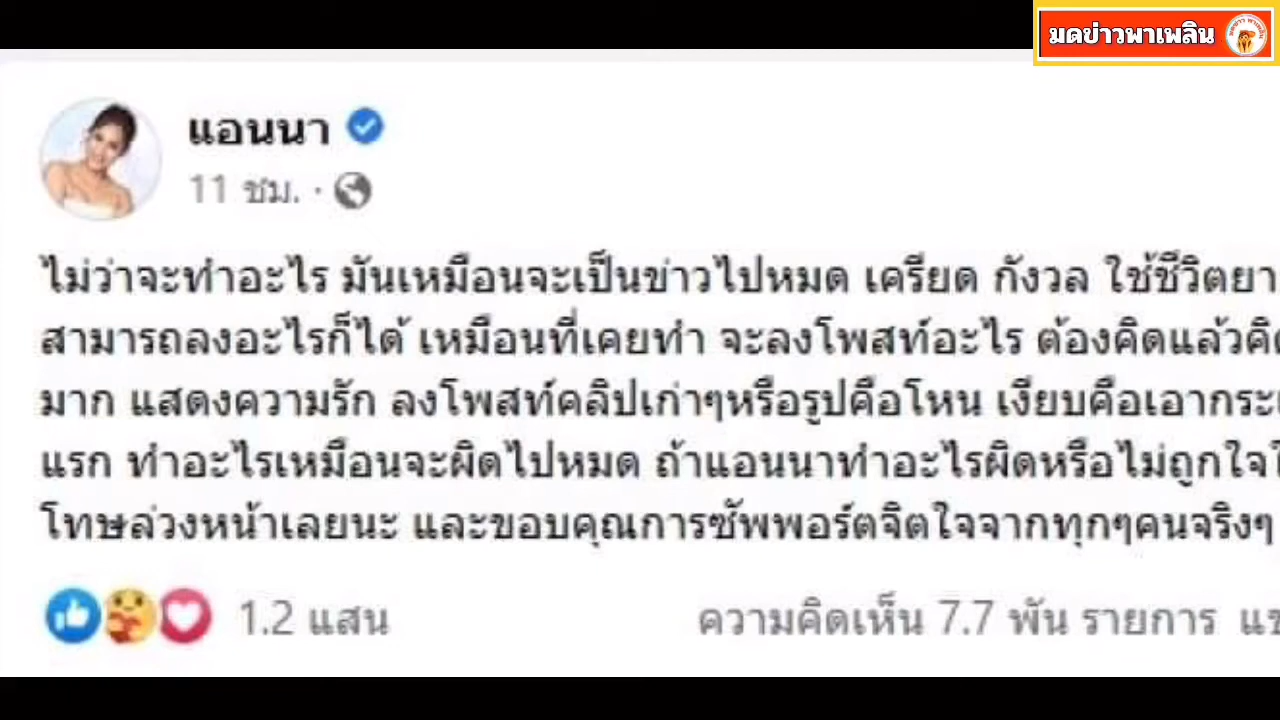 มดข่าวพาเพลิน
แอนนา
11 ชม. ·
ไม่ว่าจะทำอะไร มันเหมือนจะเป็นข่าวไปหมด เครียด กังวล ใช้ชีวิตยา
สามารถลงอะไรก็ได้ เหมือนที่เคยทำ จะลงโพสท์อะไร ต้องคิดแล้วคิด
มาก แสดงความรัก ลงโพสท์คลิปเก่าๆหรือรูปคือโหน เงียบคือเอากระแ
แรก ทำอะไรเหมือนจะผิดไปหมด ถ้าแอนนาทำอะไรผิดหรือไม่ถูกใจใ
โทษล่วงหน้าเลยนะ และขอบคุณการซัพพอร์ตจิตใจจากทุกๆคนจริงๆ
1.2 แสน
ความคิดเห็น 7.7 พัน รายการ แช